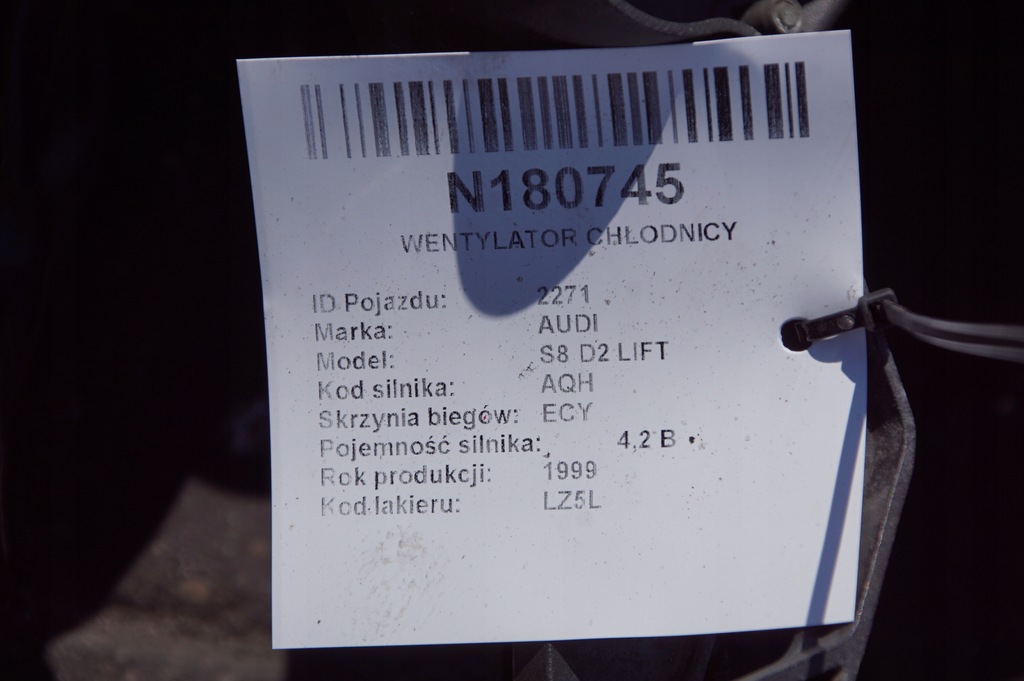 N180745
WENTYLATOR CHŁODNICY
ID Pojazdu: 2271
Marka: AUDI
Model: S8 D2 LIFT
Kod silnika: AQH
Skrzynia biegów: ECY
Pojemność silnika: 4,2 B
Rok produkcji: 1999
Kod lakieru: LZ5L